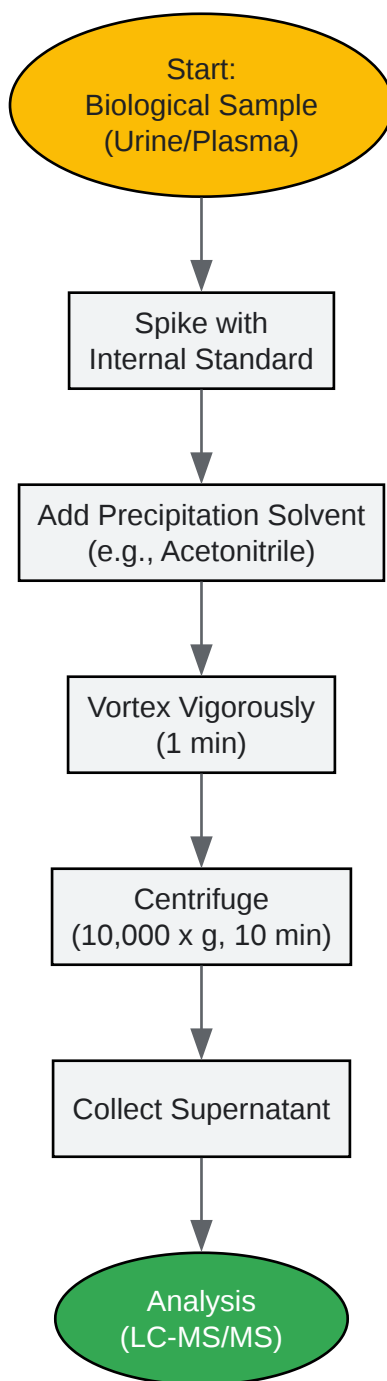 Start:
Biological Sample
(Urine/Plasma)
Spike with
Internal Standard
Add Precipitation Solvent
(e.g., Acetonitrile)
Vortex Vigorously
(1 min)
Centrifuge
(10,000 x g, 10 min)
Collect Supernatant
Analysis
(LC-MS/MS)